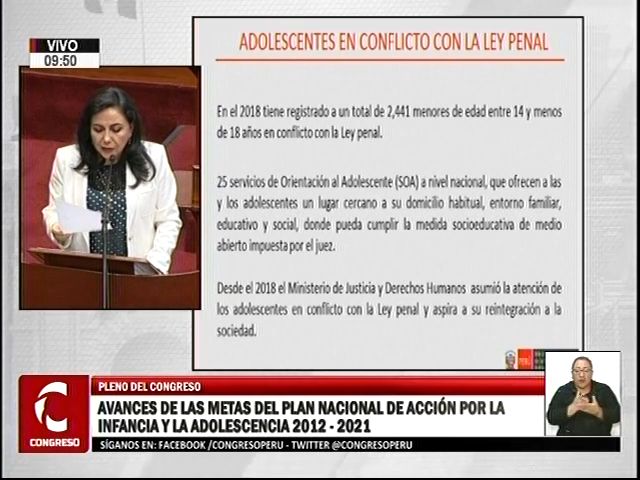 VIVO
09:50
ADOLESCENTES EN CONFLICTO CON LA LEY PENAL
En el 2018 tiene registrado a un total de 2,441 menores de edad entre 14 y menos
de 18 años en conflicto con la Ley penal.
25 servicios de Orientación al Adolescente (SOA) a nivel nacional, que ofrecen a las
y los adolescentes un lugar cercano a su domicilio habitual, entorno familiar,
educativo y social, donde pueda cumplir la medida socioeducativa de medio
abierto impuesta por el juez.
Desde el 2018 el Ministerio de Justicia y Derechos Humanos asumió la atención de
los adolescentes en conflicto con la Ley penal y aspira a su reintegración a la
sociedad.
PERÚ
PLENO DEL CONGRESO
AVANCES DE LAS METAS DEL PLAN NACIONAL DE ACCIÓN POR LA
INFANCIA Y LA ADOLESCENCIA 2012 - 2021
CONGRESO
SÍGANOS EN: FACEBOOK /CONGRESOPERU - TWITTER @CONGRESOPERU